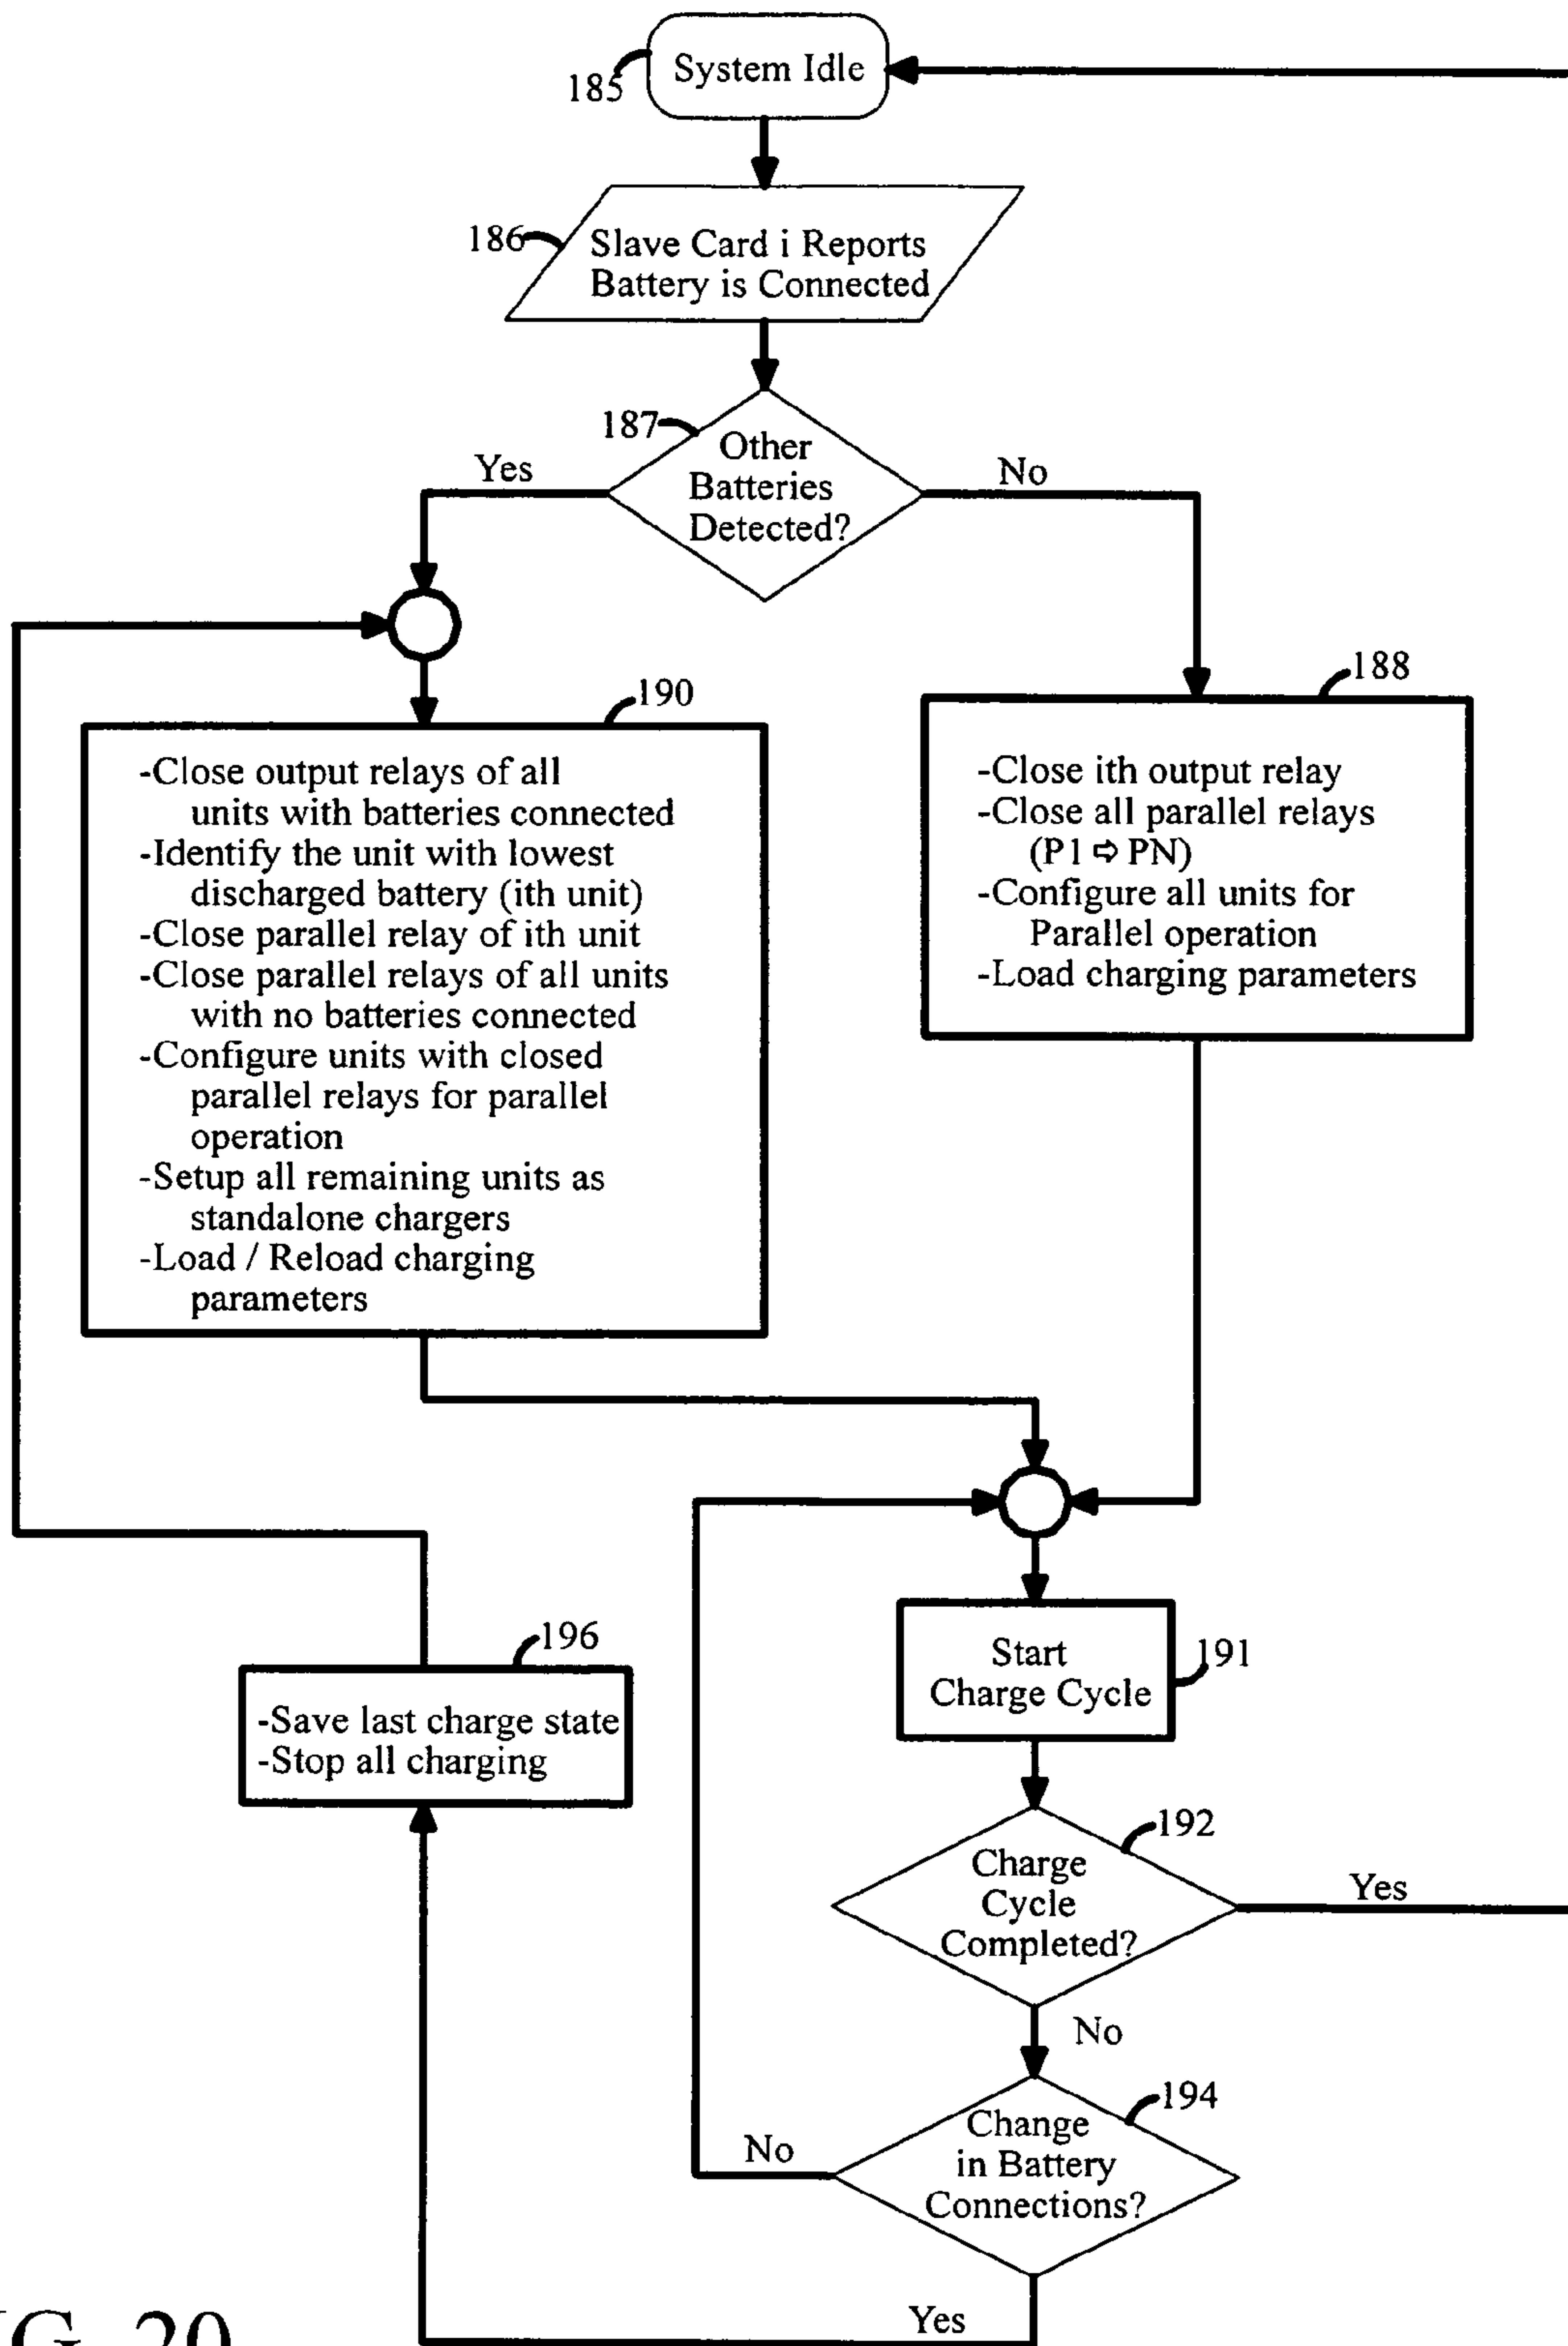 System Idle
185
186
Slave Card i Reports
Battery is Connected
187
Other
Batteries
Detected?
Yes
No
190
-Close output relays of all
units with batteries connected
-Identify the unit with lowest
discharged battery (ith unit)
-Close parallel relay of ith unit
-Close parallel relays of all units
with no batteries connected
-Configure units with closed
parallel relays for parallel
operation
-Setup all remaining units as
standalone chargers
-Load / Reload charging
parameters
188
-Close ith output relay
-Close all parallel relays
(P1 ⇨ PN)
-Configure all units for
Parallel operation
-Load charging parameters
191
Start
Charge Cycle
196
-Save last charge state
-Stop all charging
192
Charge
Cycle
Completed?
Yes
No
194
Change
in Battery
Connections?
No
Yes
G. 20